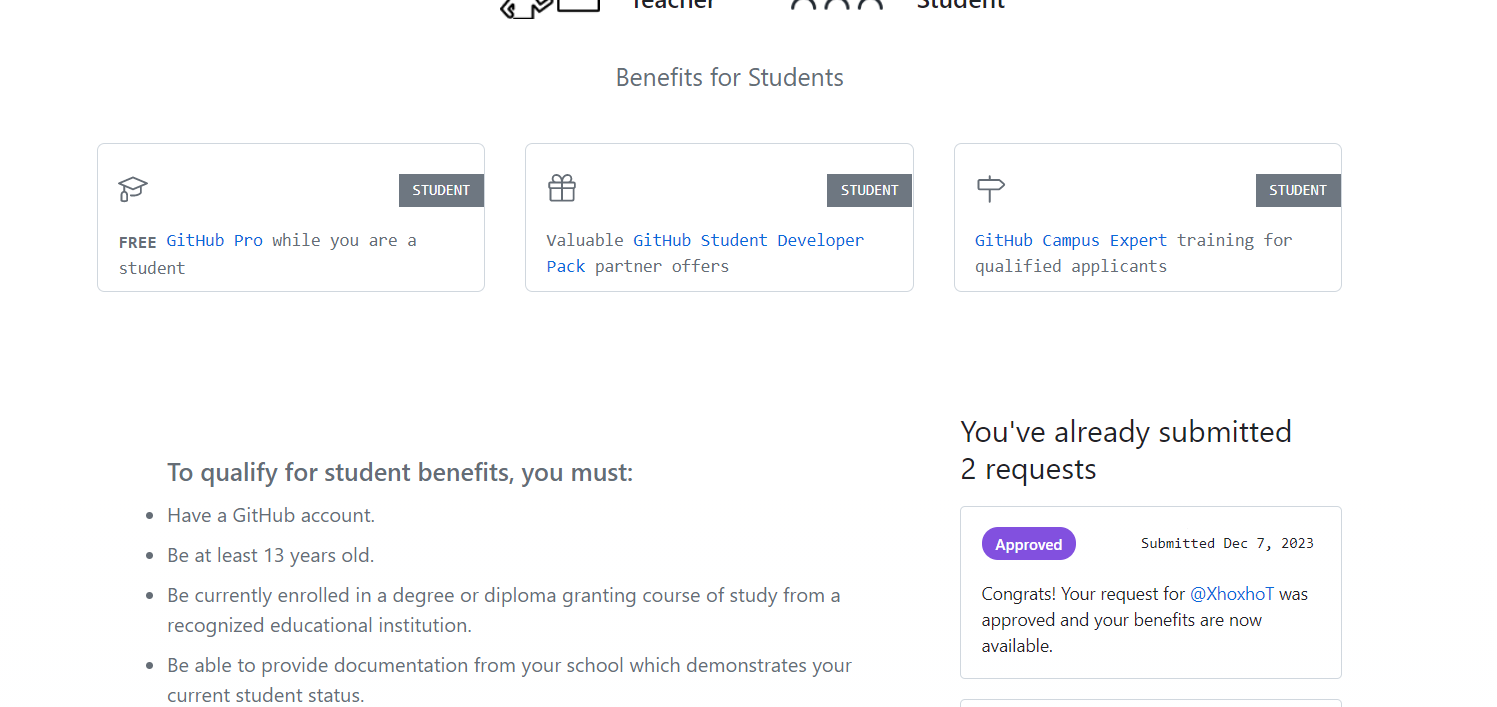 Teacher
Student
Benefits for Students
STUDENT
FREE GitHub Pro while you are a
student
STUDENT
Valuable GitHub Student Developer
Pack partner offers
STUDENT
GitHub Campus Expert training for
qualified applicants
To qualify for student benefits, you must:
Have a GitHub account.
Be at least 13 years old.
Be currently enrolled in a degree or diploma granting course of study from a
recognized educational institution.
Be able to provide documentation from your school which demonstrates your
current student status.
You've already submitted
2 requests
Approved
Submitted Dec 7, 2023
Congrats! Your request for @XhoxhoT was
approved and your benefits are now
available.